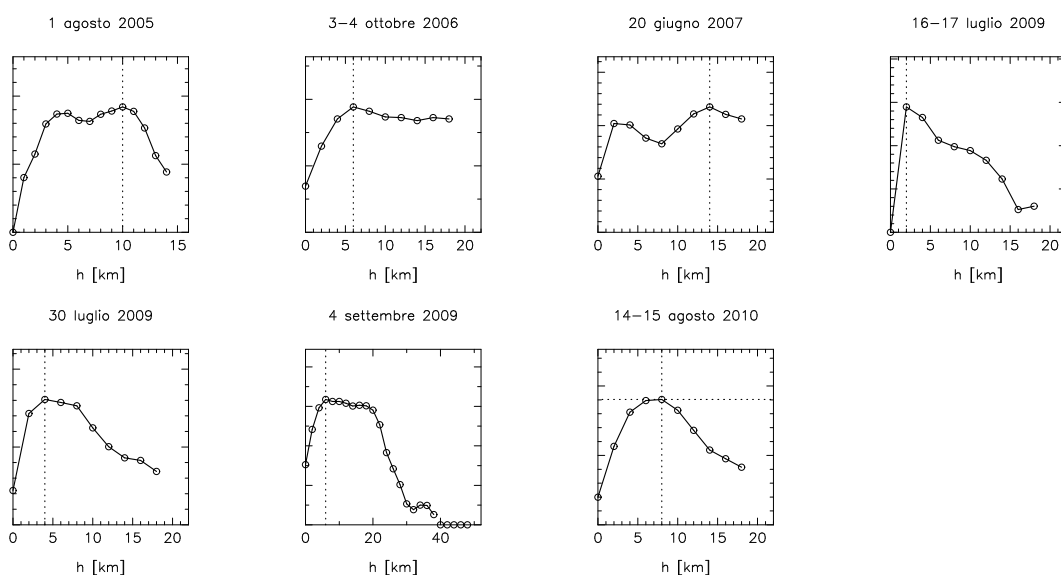 1 agosto 2005
3−4 ottobre 2006
20 giugno 2007
16−17 luglio 2009
0 5 10 15
0 5 10 15 20
0 5 10 15 20
0 5 10 15 20
h [km]
h [km]
h [km]
h [km]
30 luglio 2009
4 settembre 2009
14−15 agosto 2010
0 5 10 15 20
0 20 40
0 5 10 15 20
h [km]
h [km]
h [km]